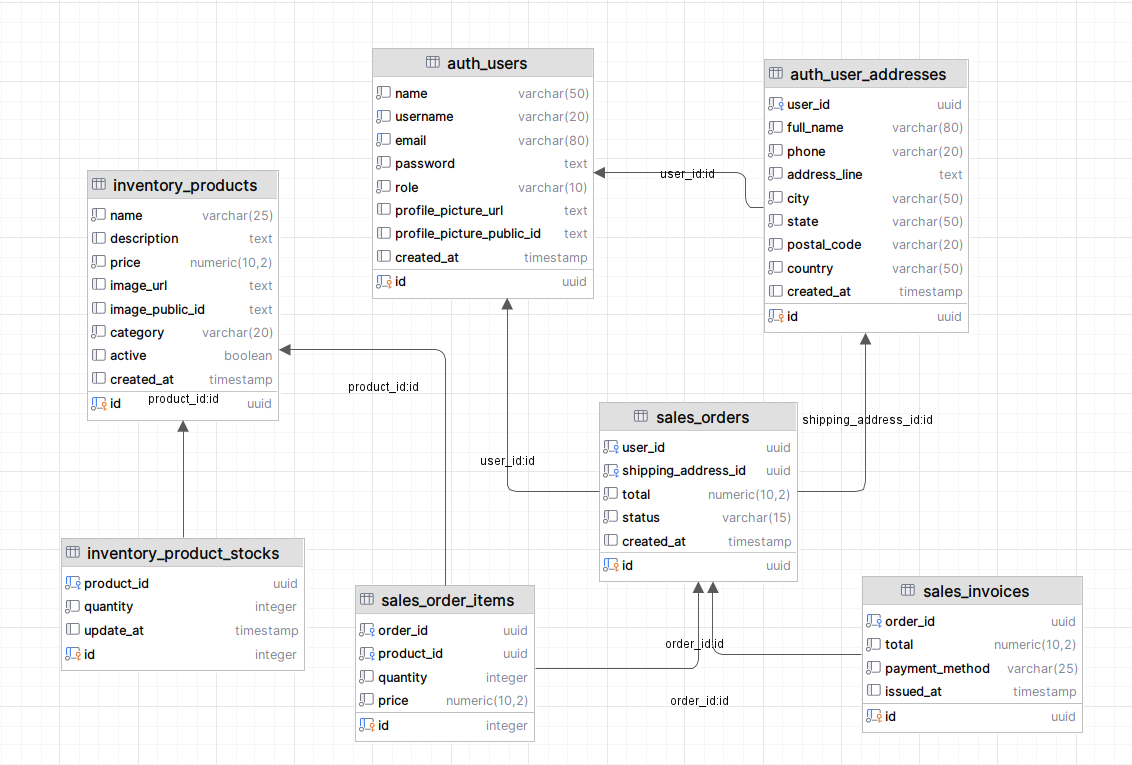 auth_users
name varchar(50)
username varchar(20)
email varchar(80)
password text
role varchar(10)
profile_picture_url text
profile_picture_public_id text
created_at timestamp
id uuid
auth_user_addresses
user_id uuid
full_name varchar(80)
phone varchar(20)
address_line text
city varchar(50)
state varchar(50)
postal_code varchar(20)
country varchar(50)
created_at timestamp
id uuid
user_id:id
inventory_products
name varchar(25)
description text
price numeric(10,2)
image_url text
image_public_id text
category varchar(20)
active boolean
created_at timestamp
id uuid
product_id:id
product_id:id
user_id:id
shipping_address_id:id
sales_orders
user_id uuid
shipping_address_id uuid
total numeric(10,2)
status varchar(15)
created_at timestamp
id uuid
inventory_product_stocks
product_id uuid
quantity integer
update_at timestamp
id integer
sales_order_items
order_id uuid
product_id uuid
quantity integer
price numeric(10,2)
id integer
order_id:id
order_id:id
sales_invoices
order_id uuid
total numeric(10,2)
payment_method varchar(25)
issued_at timestamp
id uuid